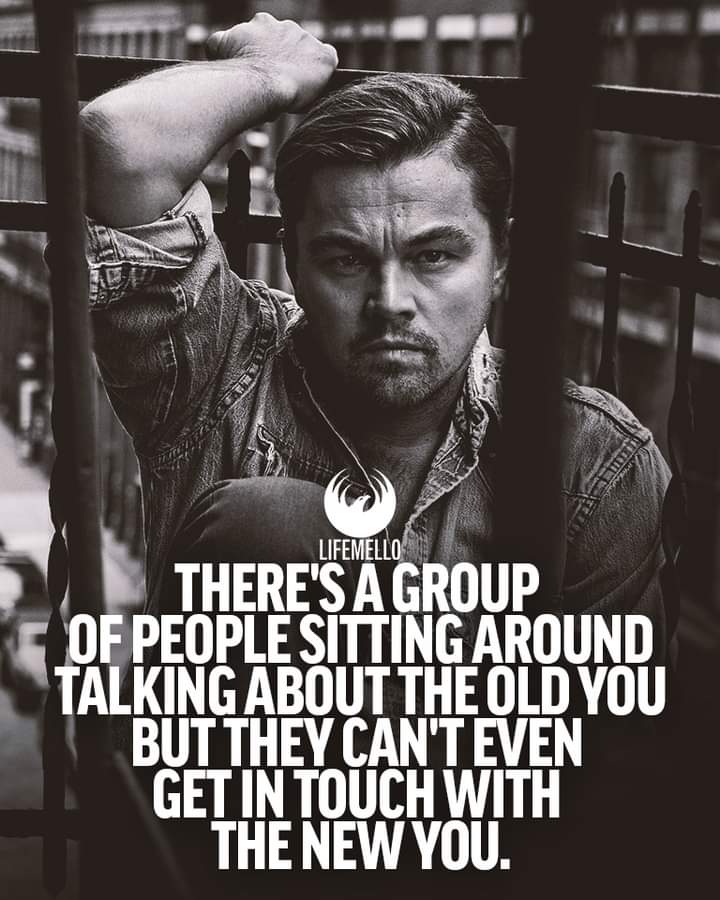 LIFEMELLO
THERE'S A GROUP
OF PEOPLE SITTING AROUND
TALKING ABOUT THE OLD YOU
BUT THEY CAN'T EVEN
GET IN TOUCH WITH
THE NEW YOU.